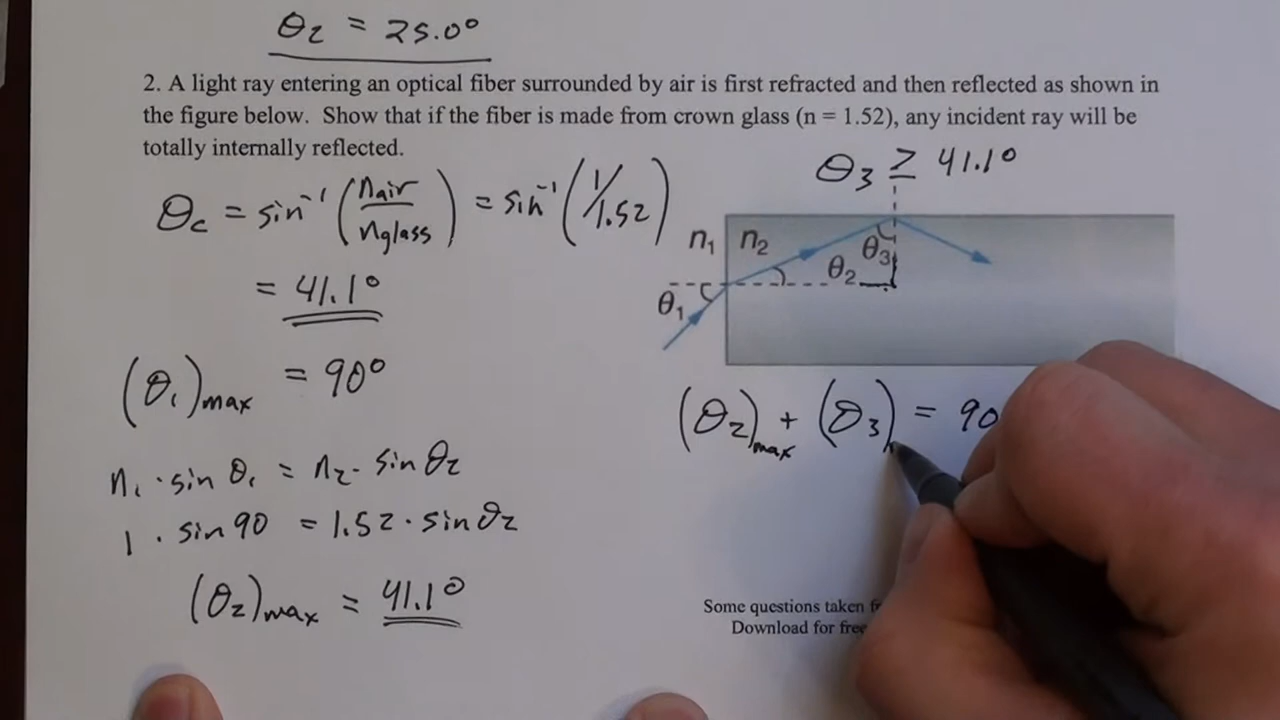 θ2 = 25.0°
2. A light ray entering an optical fiber surrounded by air is first refracted and then reflected as shown in
the figure below. Show that if the fiber is made from crown glass (n = 1.52), any incident ray will be
totally internally reflected.
θc = sin⁻¹ (nair/nglass) = sin⁻¹ (1/1.52)
= 41.1°
(θ1)max = 90°
n1 · sin θ1 = n2 · sin θ2
1 · sin 90 = 1.52 · sin θ2
(θ2)max = 41.1°
θ3 ≥ 41.1°
n1 n2
θ3
θ2
θ1
(θ2)max + (θ3) = 90
Some questions taken
Download for free